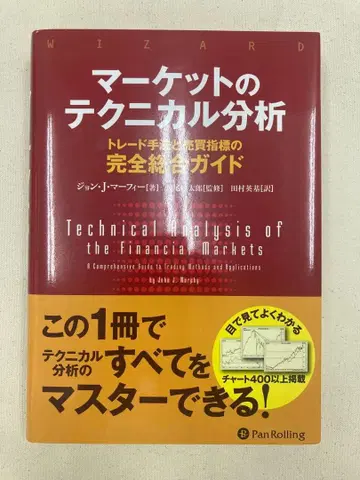 WIZARD
マーケットの
テクニカル分析
トレード手法と売買指標の
完全総合ガイド
ジョン・J・マーフィー[著] 太郎[監修] 田村英基[訳]
Technical Analysis of
the Financial Markets
A Comprehensive Guide to Trading Methods and Applications
by John J. Murphy
この1冊で
テクニカル
分析の
すべてを
マスターできる!
目で見てよくわかる
チャート400以上掲載
PanRolling